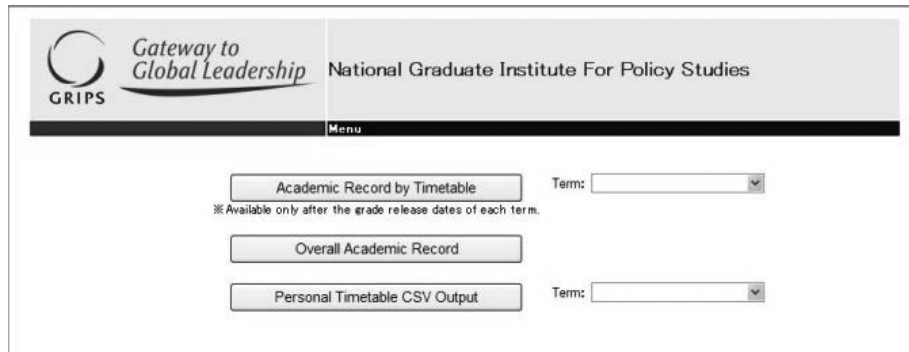 Gateway to
Global Leadership
GRIPS
National Graduate Institute For Policy Studies
Menu
Academic Record by Timetable
Term:
※Available only after the grade release dates of each term.
Overall Academic Record
Personal Timetable CSV Output
Term: